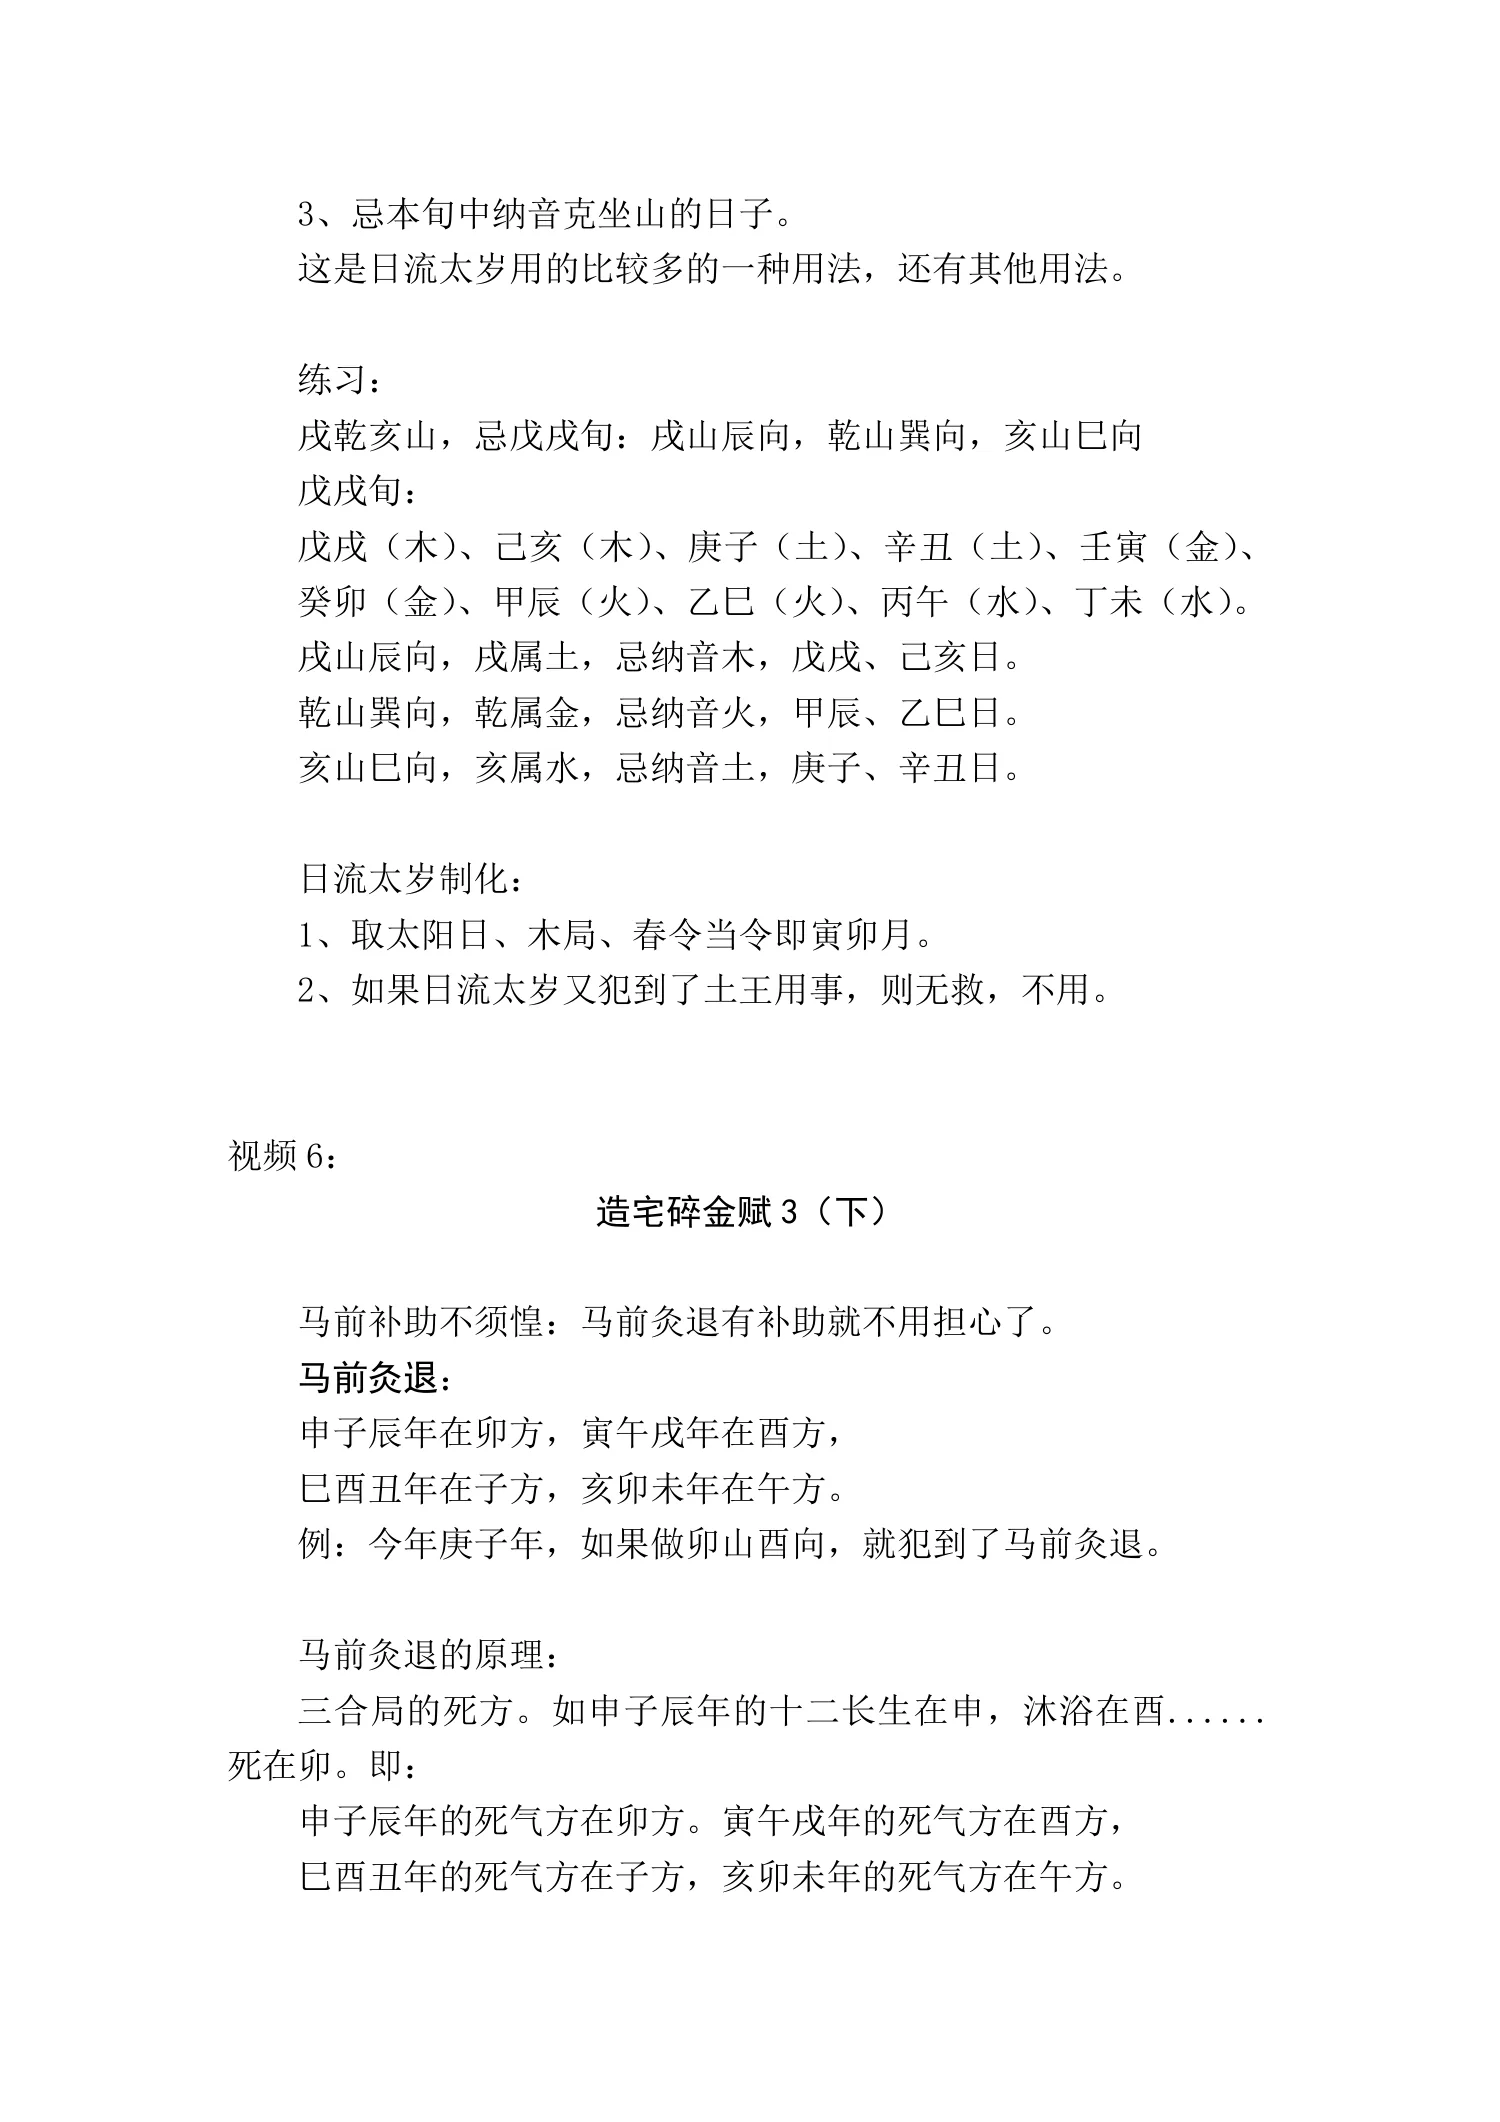 3、忌本旬中纳音克坐山的日子。
这是日流太岁用的比较多的一种用法，还有其他用法。
练习：
戌乾亥山，忌戊戌旬：戌山辰向，乾山巽向，亥山巳向
戊戌旬：
戊戌（木）、己亥（木）、庚子（土）、辛丑（土）、壬寅（金）、
癸卯（金）、甲辰（火）、乙巳（火）、丙午（水）、丁未（水）。
戌山辰向，戌属土，忌纳音木，戊戌、己亥日。
乾山巽向，乾属金，忌纳音火，甲辰、乙巳日。
亥山巳向，亥属水，忌纳音土，庚子、辛丑日。
日流太岁制化：
1、取太阳日、木局、春令当令即寅卯月。
2、如果日流太岁又犯到了土王用事，则无救，不用。
视频 6：
造宅碎金赋 3（下）
马前补助不须惶：马前灸退有补助就不用担心了。
马前灸退：
申子辰年在卯方，寅午戌年在酉方，
巳酉丑年在子方，亥卯未年在午方。
例：今年庚子年，如果做卯山酉向，就犯到了马前灸退。
马前灸退的原理：
三合局的死方。如申子辰年的十二长生在申，沐浴在酉......
死在卯。即：
申子辰年的死气方在卯方。寅午戌年的死气方在酉方，
巳酉丑年的死气方在子方，亥卯未年的死气方在午方。